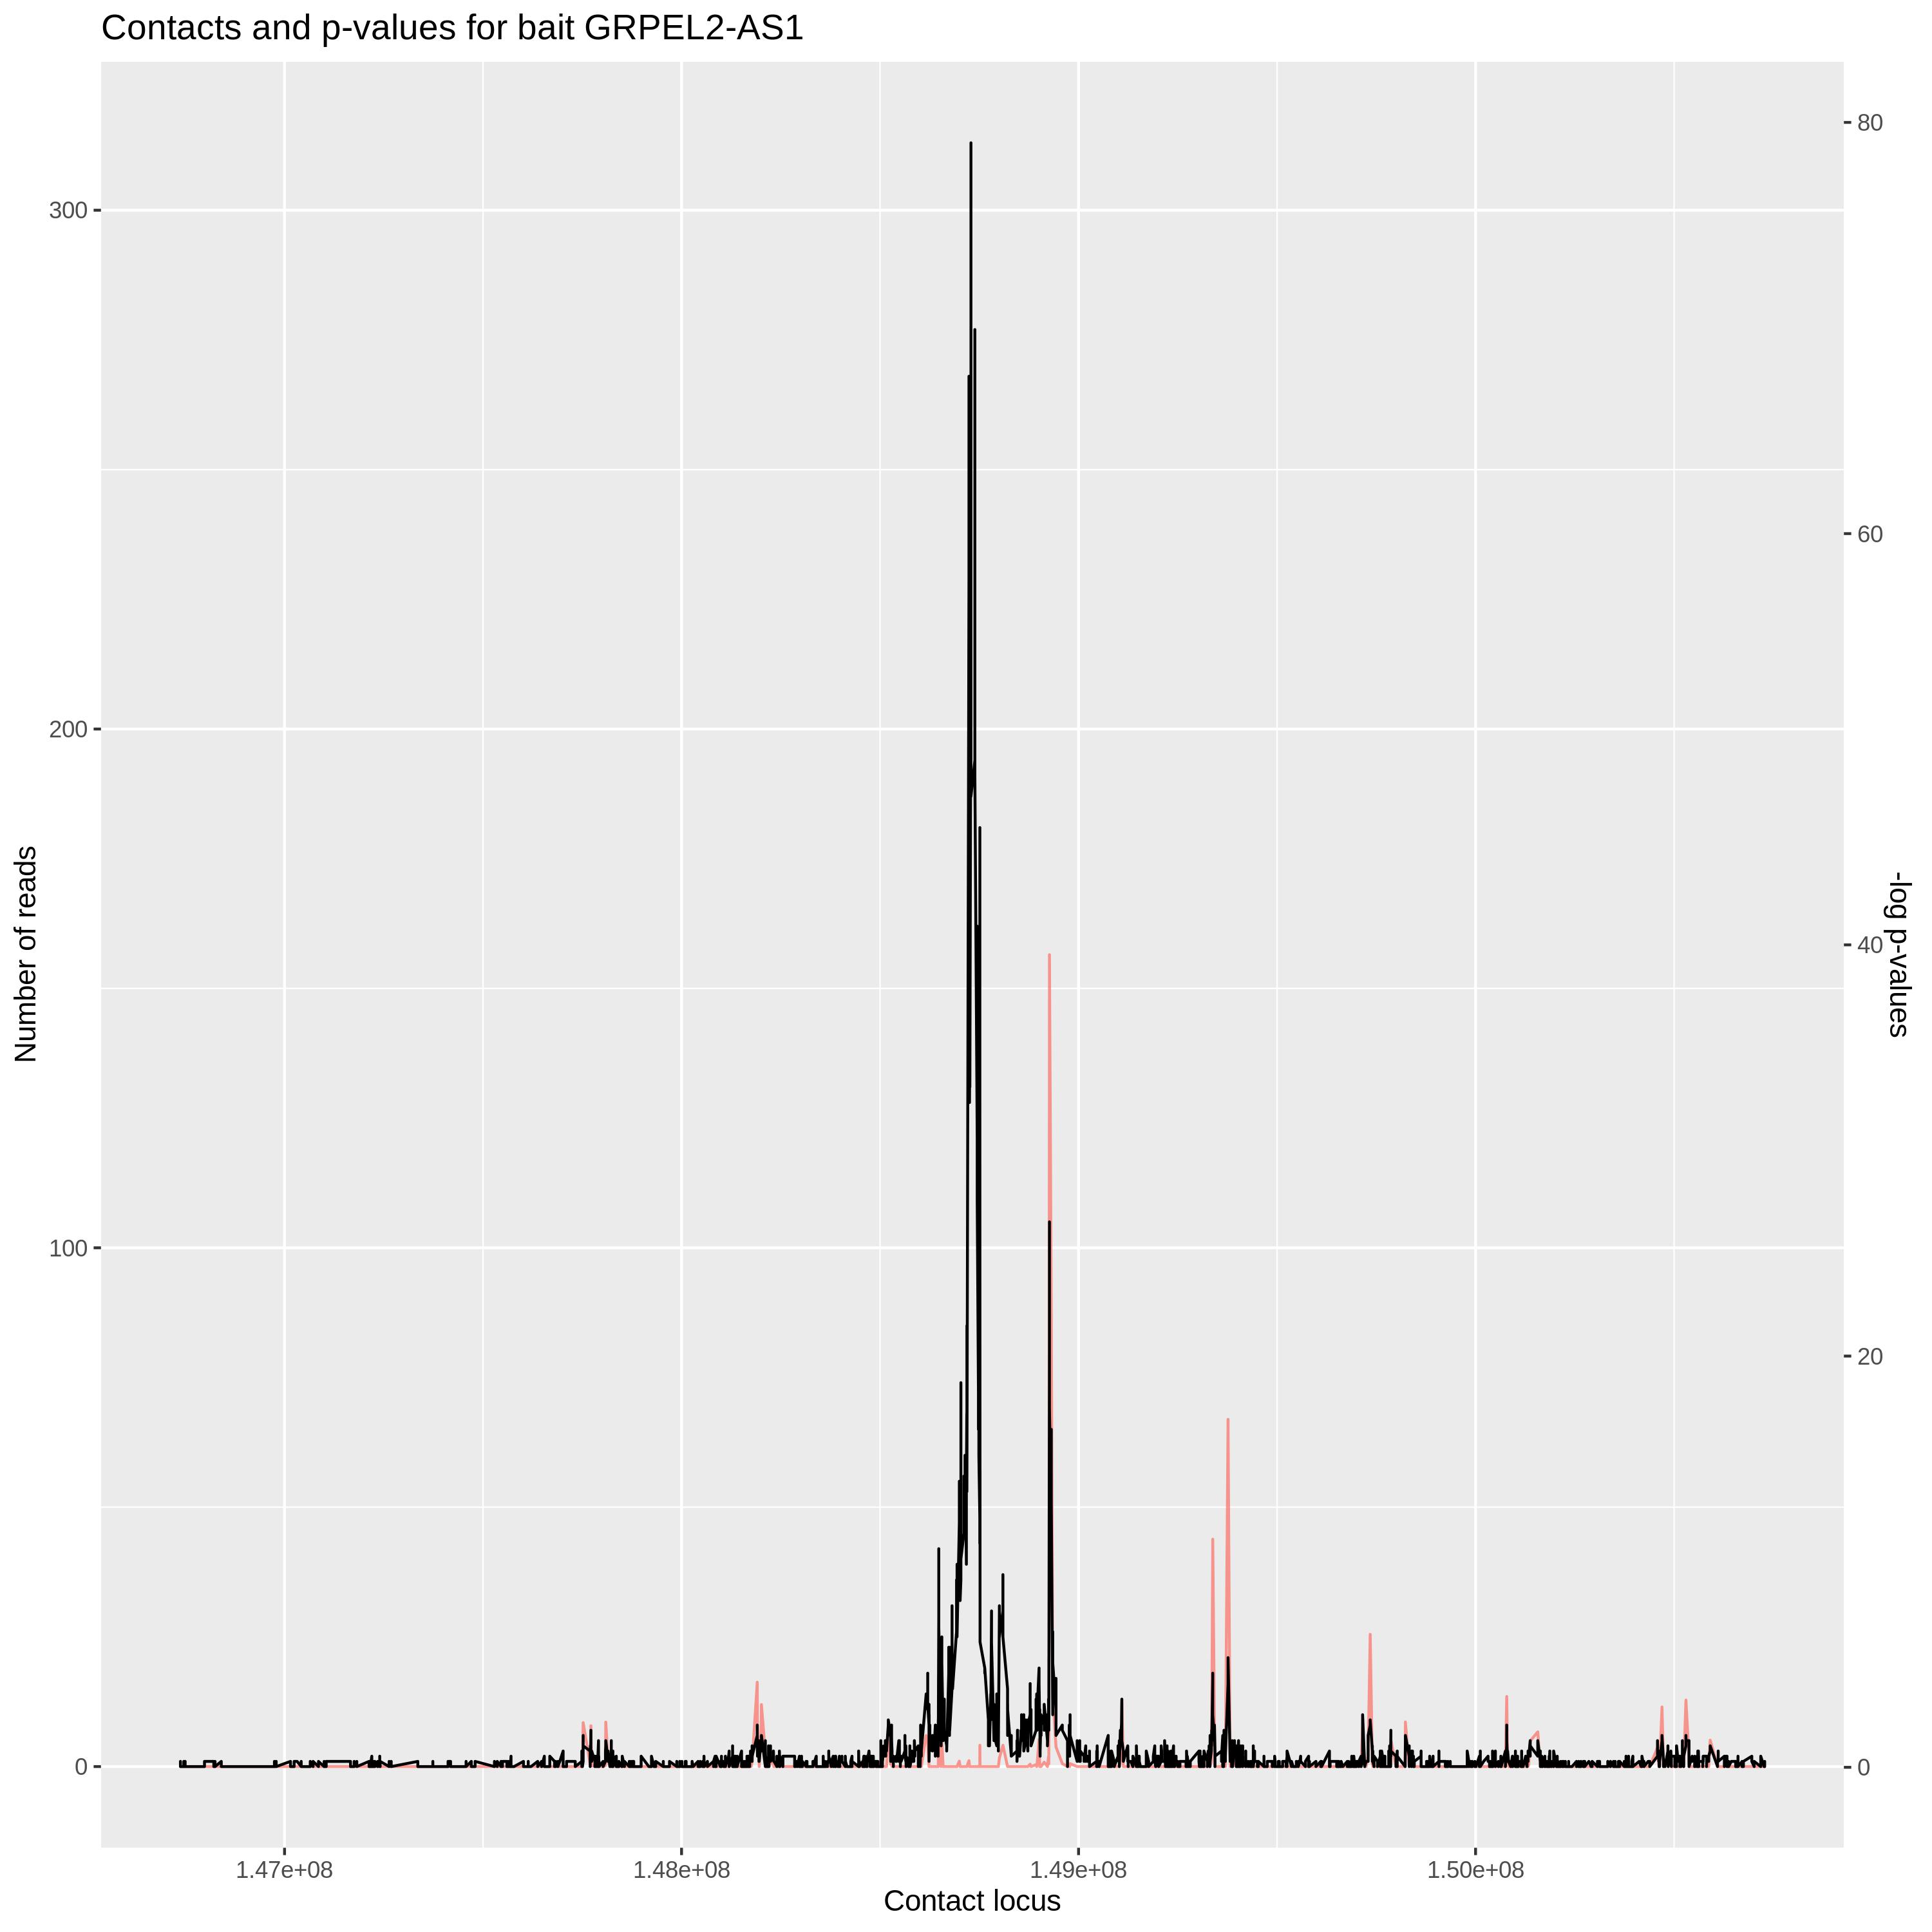 Contacts and p-values for bait GRPEL2-AS1
300
200
100
0
Number of reads
80
60
40
20
0
-log p-values
1.47e+08
1.48e+08
1.49e+08
1.50e+08
Contact locus